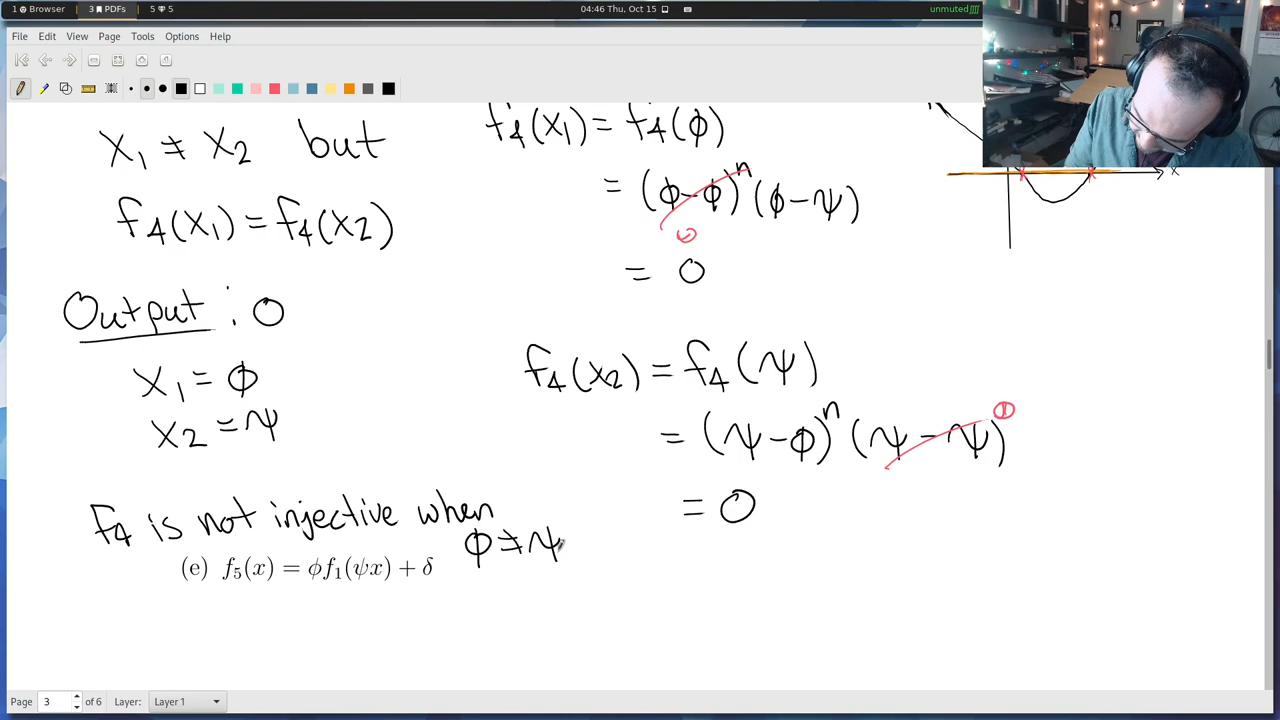 1 Browser 3 PDFs 5 5 04:46 Thu, Oct 15 unmuted
File Edit View Page Tools Options Help
x₁ ≠ x₂ but
f₄(x₁) = f₄(x₂)
Output : 0
x₁ = ϕ
x₂ = ψ
f₄ is not injective when
ϕ ≠ ψ
(e) f₅(x) = ϕf₁(ψx) + δ
f₄(x₁) = f₄(ϕ)
= (ϕ-ϕ)ⁿ (ϕ-ψ)
0
= 0
f₄(x₂) = f₄(ψ)
= (ψ-ϕ)ⁿ (ψ-ψ)
= 0
x
Page 3 of 6 Layer: Layer 1